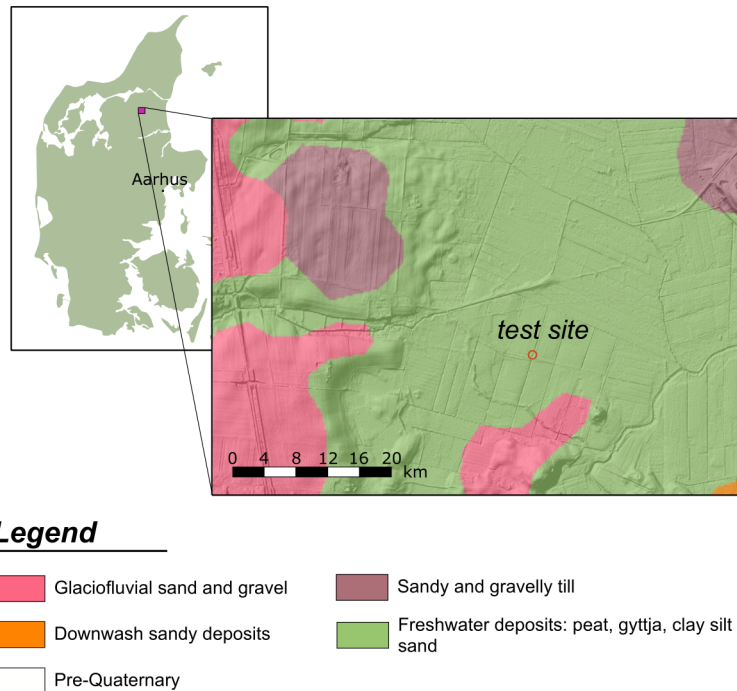 Aarhus
test site
0 4 8 12 16 20
km
Legend
Glaciofluvial sand and gravel
Downwash sandy deposits
Pre-Quaternary
Sandy and gravelly till
Freshwater deposits: peat, gyttja, clay silt
sand